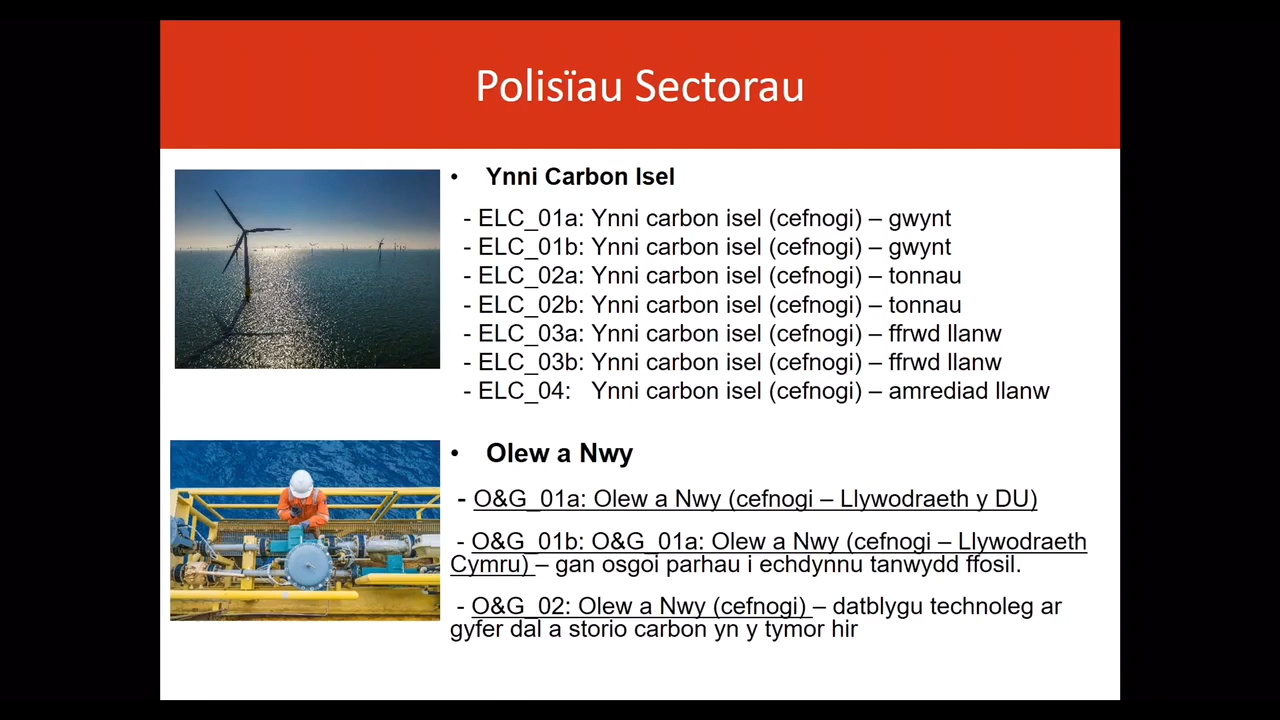 Polisïau Sectorau
• Ynni Carbon Isel
- ELC_01a: Ynni carbon isel (cefnogi) – gwynt
- ELC_01b: Ynni carbon isel (cefnogi) – gwynt
- ELC_02a: Ynni carbon isel (cefnogi) – tonnau
- ELC_02b: Ynni carbon isel (cefnogi) – tonnau
- ELC_03a: Ynni carbon isel (cefnogi) – ffrwd llanw
- ELC_03b: Ynni carbon isel (cefnogi) – ffrwd llanw
- ELC_04: Ynni carbon isel (cefnogi) – amrediad llanw
• Olew a Nwy
- O&G_01a: Olew a Nwy (cefnogi – Llywodraeth y DU)
- O&G_01b: O&G_01a: Olew a Nwy (cefnogi – Llywodraeth
Cymru) – gan osgoi parhau i echdynnu tanwydd ffosil.
- O&G_02: Olew a Nwy (cefnogi) – datblygu technoleg ar
gyfer dal a storio carbon yn y tymor hir